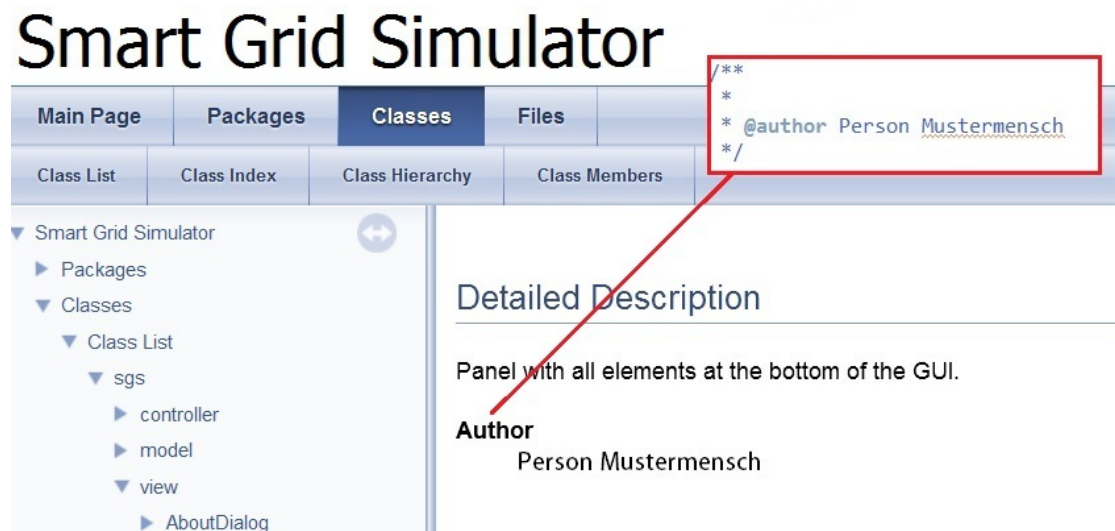 Smart Grid Simulator
/**
*
* @author Person Mustermensch
*/
Main Page Packages Classes Files
Class List Class Index Class Hierarchy Class Members
Smart Grid Simulator
Packages
Classes
Class List
sgs
controller
model
view
AboutDialog
Detailed Description
Panel with all elements at the bottom of the GUI.
Author
Person Mustermensch